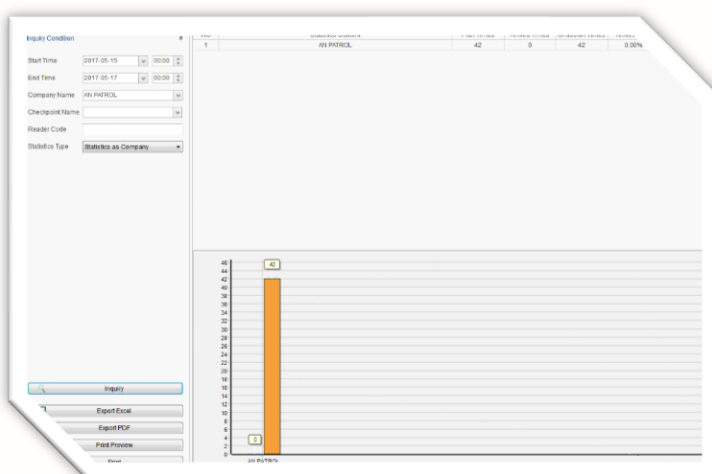 Inquiry Condition ×
Start Time 2017-05-15 00:00
End Time 2017-05-17 00:00
Company Name AN PATROL
Checkpoint Name
Reader Code
Statistics Type Statistics as Company
Inquiry
Export Excel
Export PDF
Print Preview
1 AN PATROL 42 0 42 0.00%
46
44
42
40
38
36
34
32
30
28
26
24
22
20
18
16
14
12
10
8
6
4
2
0
42
0
AN PATROL